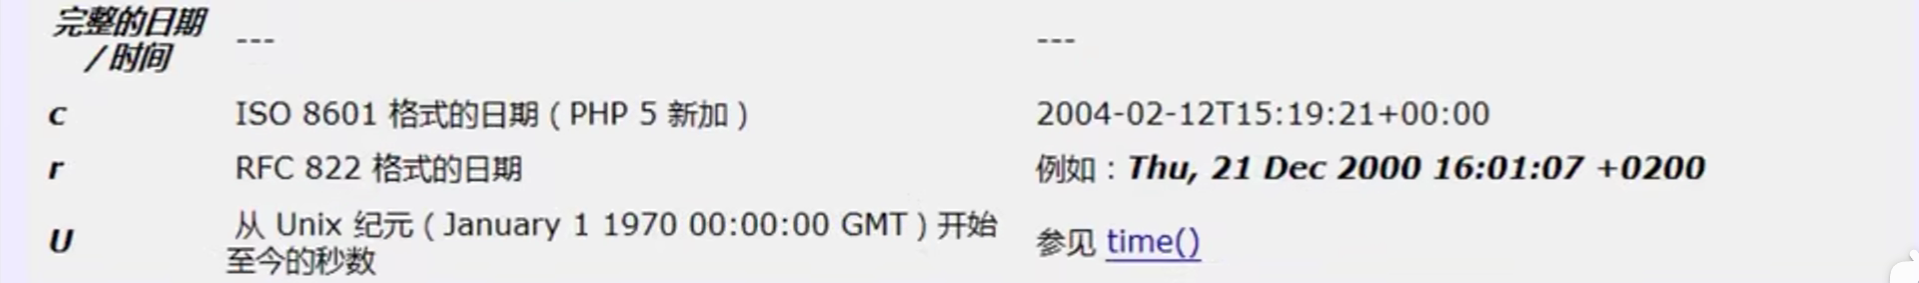 完整的日期
/时间 --- ---
c ISO 8601 格式的日期（PHP 5 新加） 2004-02-12T15:19:21+00:00
r RFC 822 格式的日期 例如：Thu, 21 Dec 2000 16:01:07 +0200
U 从 Unix 纪元（January 1 1970 00:00:00 GMT）开始
至今的秒数 参见 time()